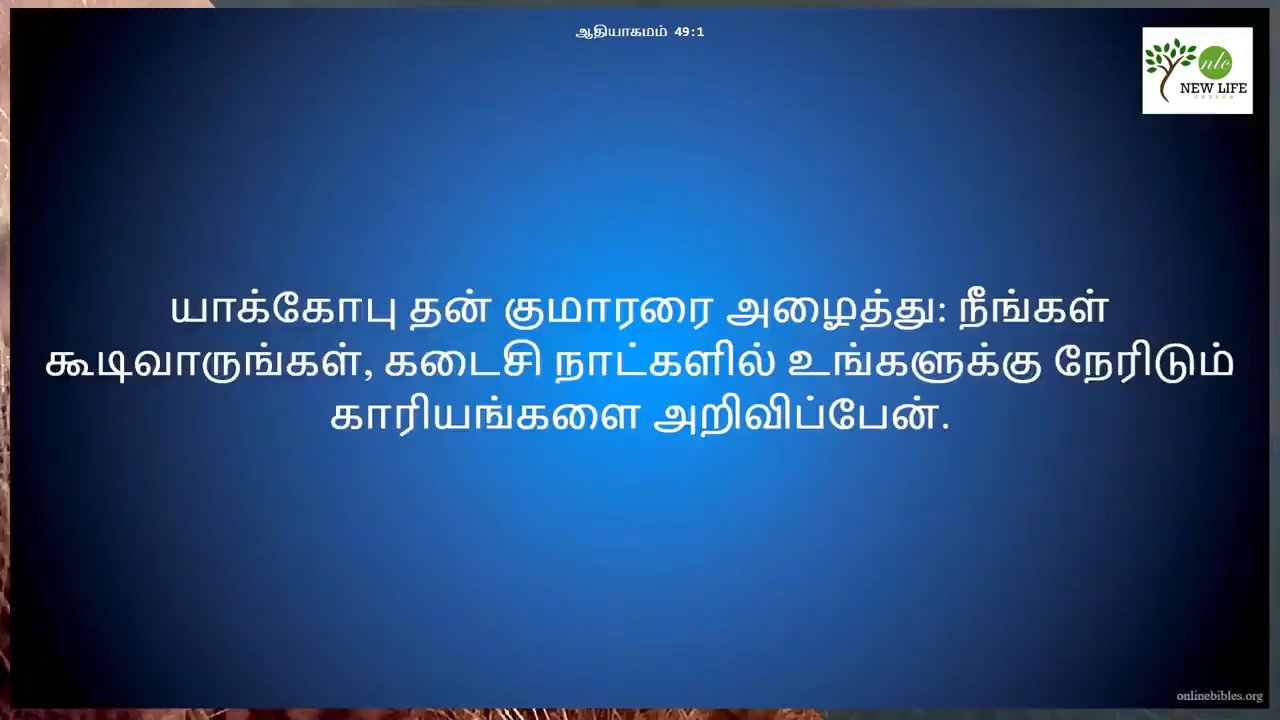 ஆதியாகமம் 49:1
nlc
NEW LIFE
CHURCH
யாக்கோபு தன் குமாரரை அழைத்து: நீங்கள்
கூடிவாருங்கள், கடைசி நாட்களில் உங்களுக்கு நேரிடும்
காரியங்களை அறிவிப்பேன்.
onlinebibles.org